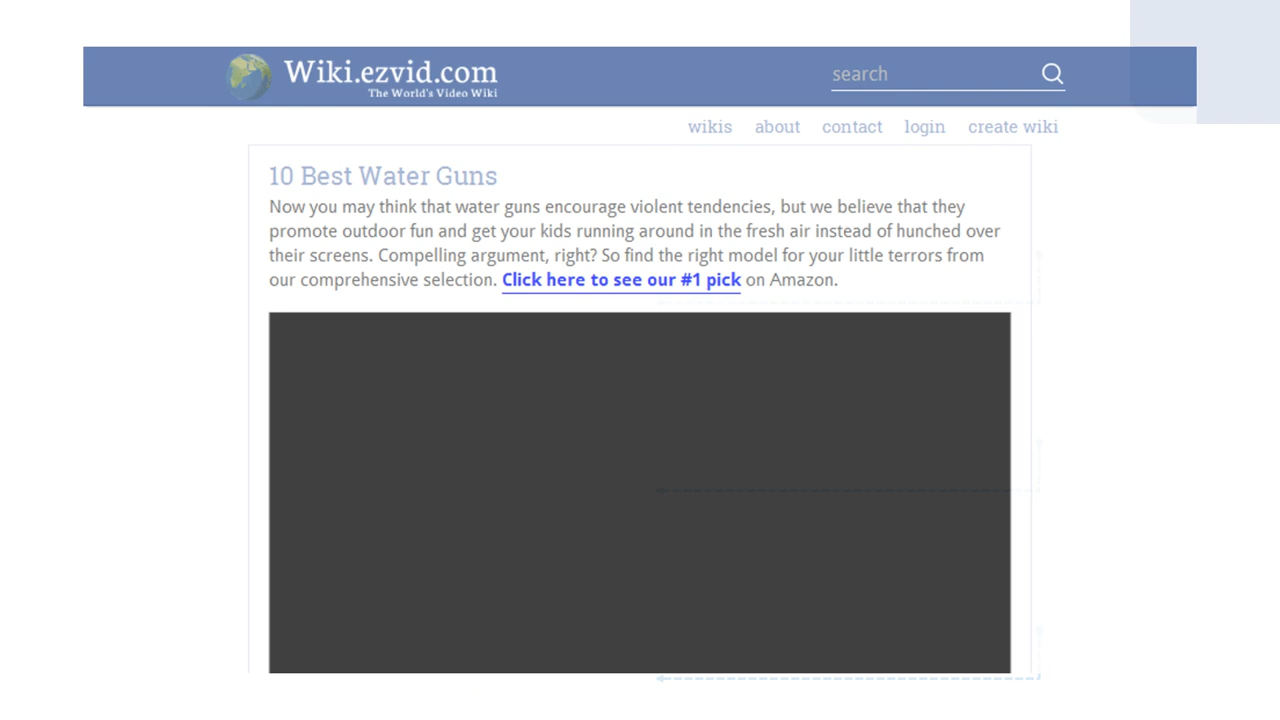 Wiki.ezvid.com
The World's Video Wiki
search
wikis about contact login create wiki
10 Best Water Guns
Now you may think that water guns encourage violent tendencies, but we believe that they
promote outdoor fun and get your kids running around in the fresh air instead of hunched over
their screens. Compelling argument, right? So find the right model for your little terrors from
our comprehensive selection. Click here to see our #1 pick on Amazon.